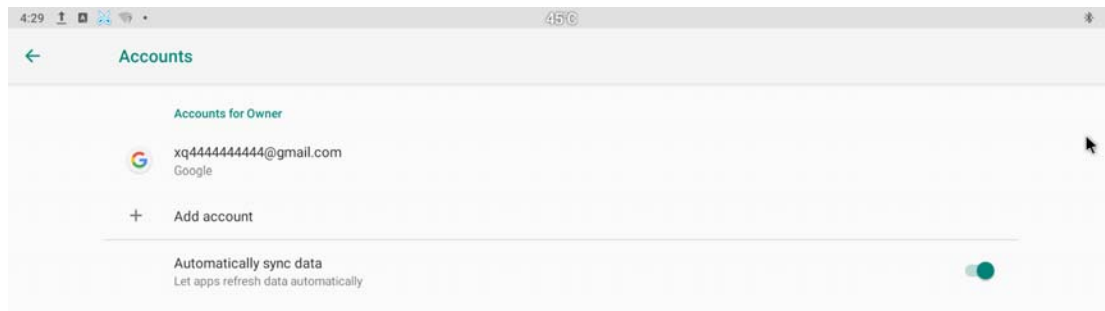 4:29
45°C
Accounts
Accounts for Owner
xq4444444444@gmail.com
Google
Add account
Automatically sync data
Let apps refresh data automatically